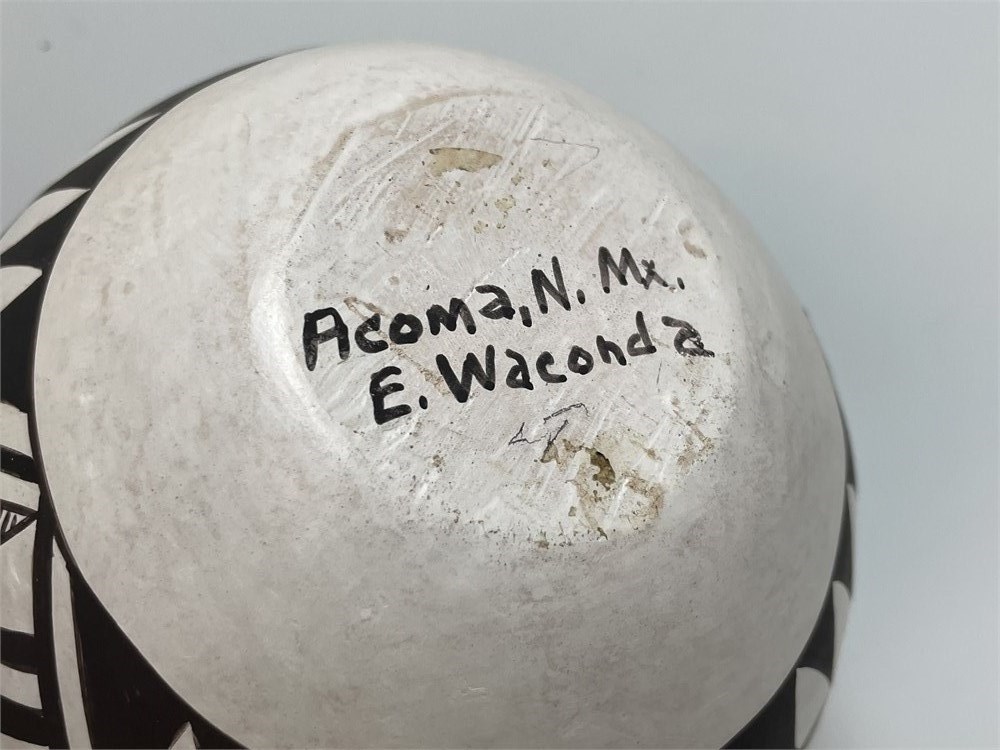 Acoma, N. Mx.
E. Waconda